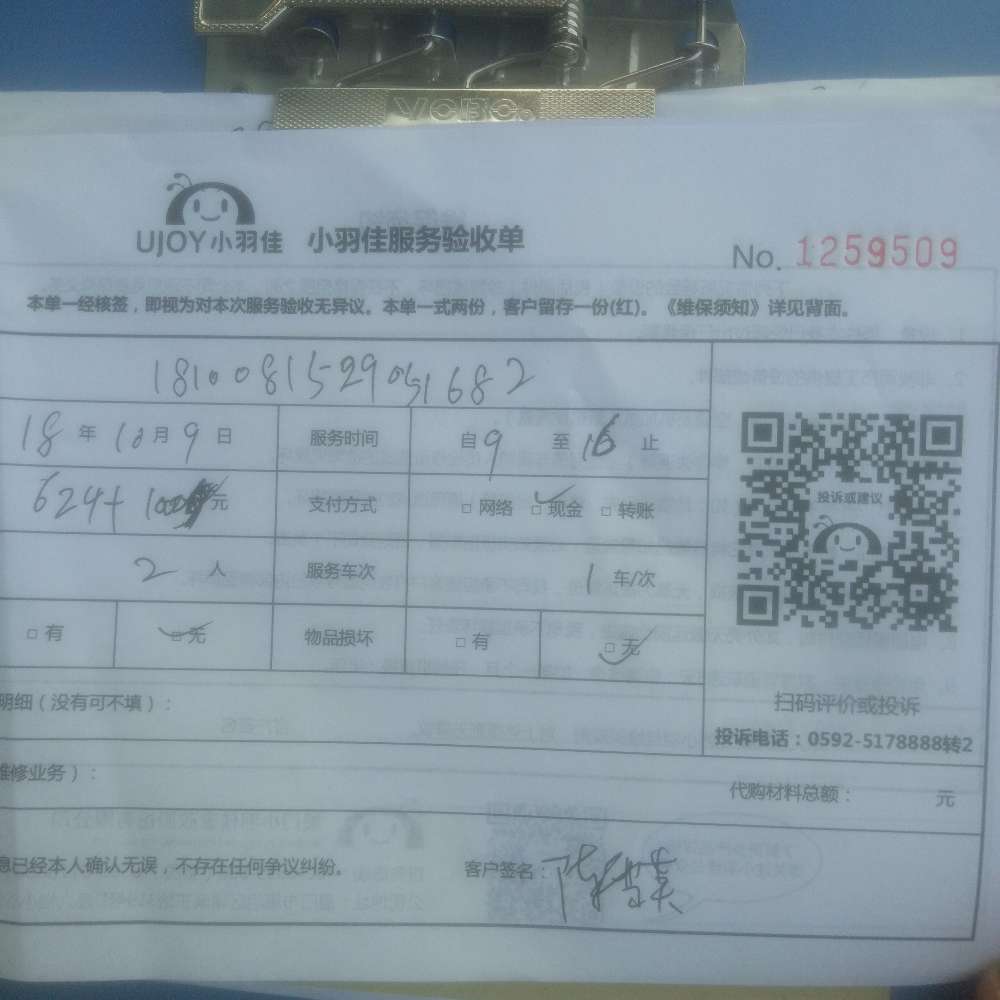 VCBC
UJOY小羽佳 小羽佳服务验收单
No. 1259509
本单一经核签，即视为对本次服务验收无异议。本单一式两份，客户留存一份(红)。《维保须知》详见背面。
1810081529051682
18年10月9日 服务时间 自9至16止
624+100 元 支付方式 □网络 □现金 □转账
2人 服务车次 1车/次
□有 □无 物品损坏 □有 □无
投诉或建议
扫码评价或投诉
投诉电话：0592-5178888转2
明细（没有可不填）：
维修业务）：
代购材料总额： 元
息已经本人确认无误，不存在任何争议纠纷。 客户签名：